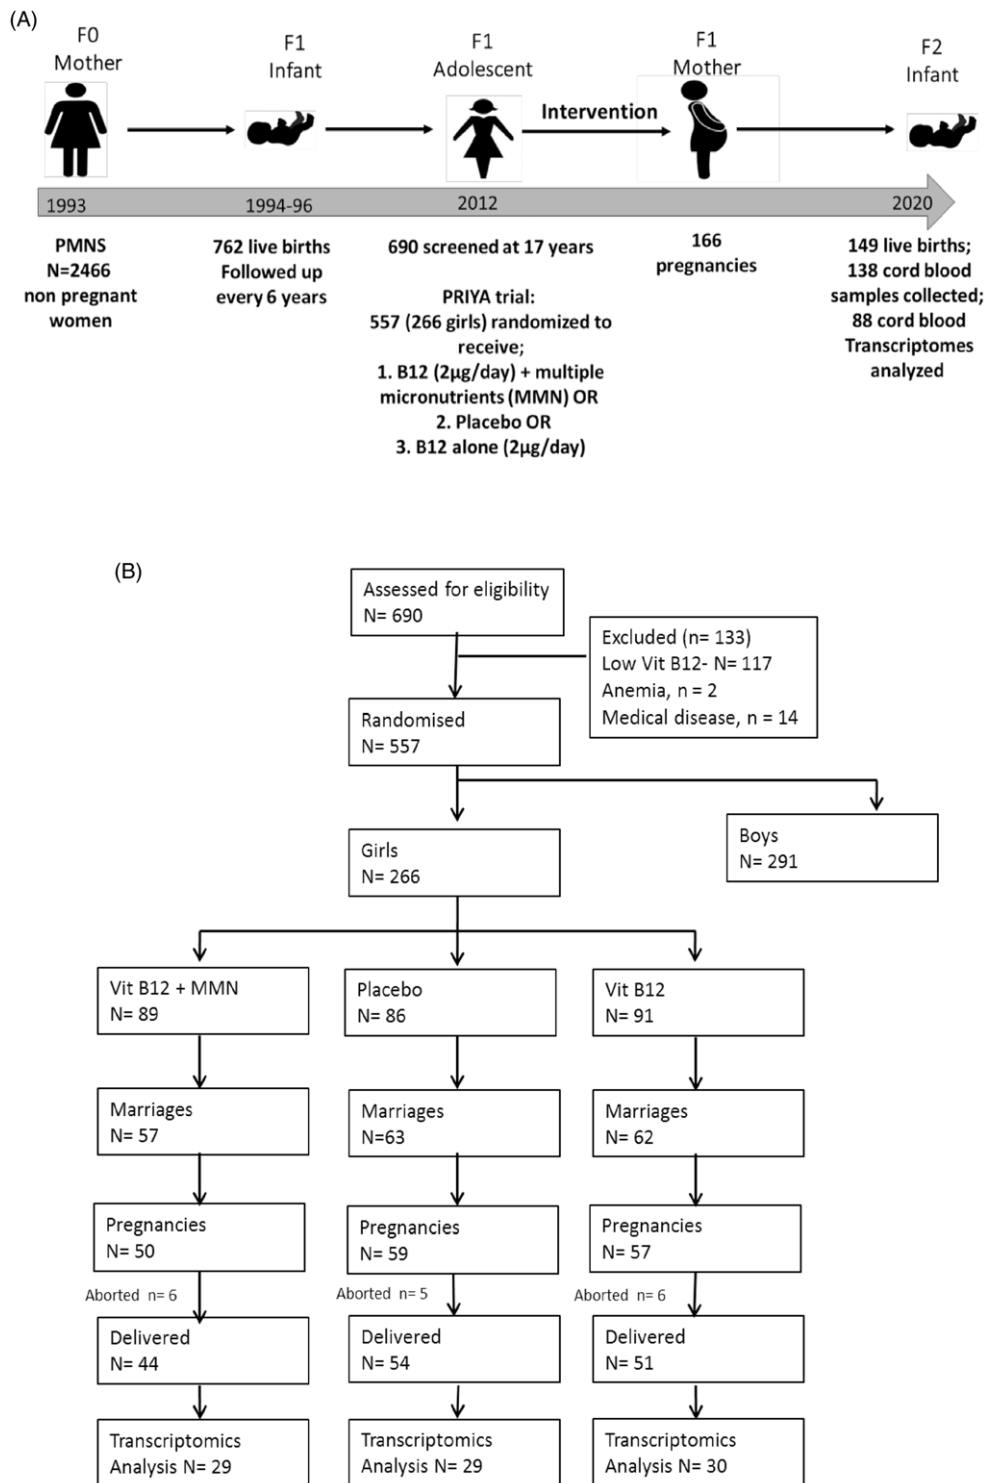 (A)
F0
Mother
F1
Infant
F1
Adolescent
Intervention
F1
Mother
F2
Infant
1993
1994-96
2012
2020
PMNS
N=2466
non pregnant
women
762 live births
Followed up
every 6 years
690 screened at 17 years
PRIYA trial:
557 (266 girls) randomized to
receive;
1. B12 (2µg/day) + multiple
micronutrients (MMN) OR
2. Placebo OR
3. B12 alone (2µg/day)
166
pregnancies
149 live births;
138 cord blood
samples collected;
88 cord blood
Transcriptomes
analyzed
(B)
Assessed for eligibility
N= 690
Excluded (n= 133)
Low Vit B12- N= 117
Anemia, n = 2
Medical disease, n = 14
Randomised
N= 557
Girls
N= 266
Boys
N= 291
Vit B12 + MMN
N= 89
Placebo
N= 86
Vit B12
N= 91
Marriages
N= 57
Marriages
N=63
Marriages
N= 62
Pregnancies
N= 50
Pregnancies
N= 59
Pregnancies
N= 57
Aborted n= 6
Aborted n= 5
Aborted n= 6
Delivered
N= 44
Delivered
N= 54
Delivered
N= 51
Transcriptomics
Analysis N= 29
Transcriptomics
Analysis N= 29
Transcriptomics
Analysis N= 30